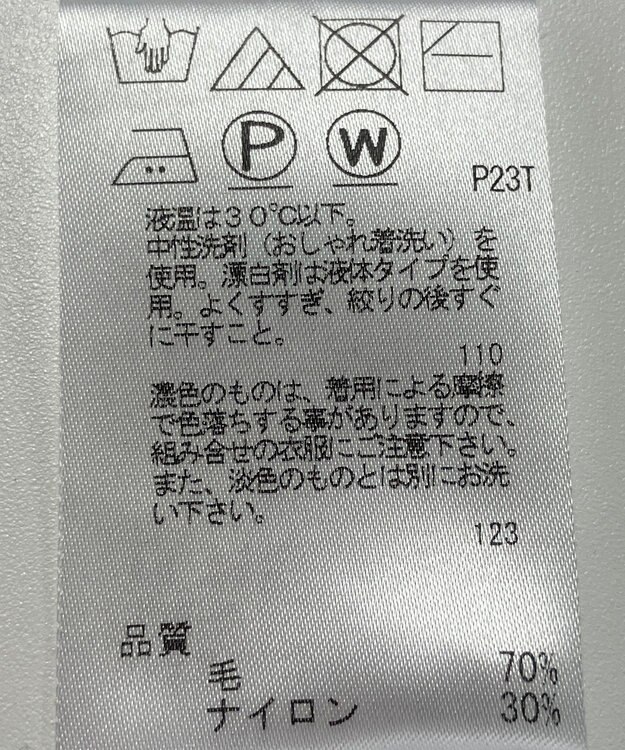 P W
P23T
液温は30℃以下。
中性洗剤（おしゃれ着洗い）を
使用。漂白剤は液体タイプを使
用。よくすすぎ、絞りの後すぐ
に干すこと。
110
濃色のものは、着用による摩擦
で色落ちする事がありますので、
組み合せの衣服にご注意下さい。
また、淡色のものとは別にお洗
い下さい。
123
品質
毛 70%
ナイロン 30%